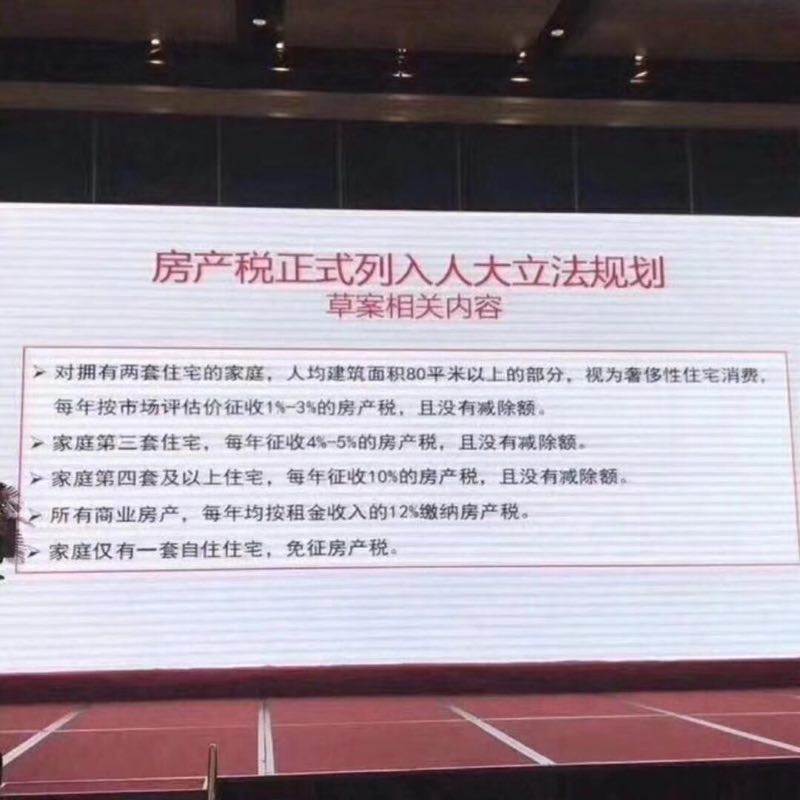 房产税正式列入人大立法规划
草案相关内容
➢ 对拥有两套住宅的家庭，人均建筑面积80平米以上的部分，视为奢侈性住宅消费，
每年按市场评估价征收1%-3%的房产税，且没有减除额。
➢ 家庭第三套住宅，每年征收4%-5%的房产税，且没有减除额。
➢ 家庭第四套及以上住宅，每年征收10%的房产税，且没有减除额。
➢ 所有商业房产，每年均按租金收入的12%缴纳房产税。
➢ 家庭仅有一套自住住宅，免征房产税。